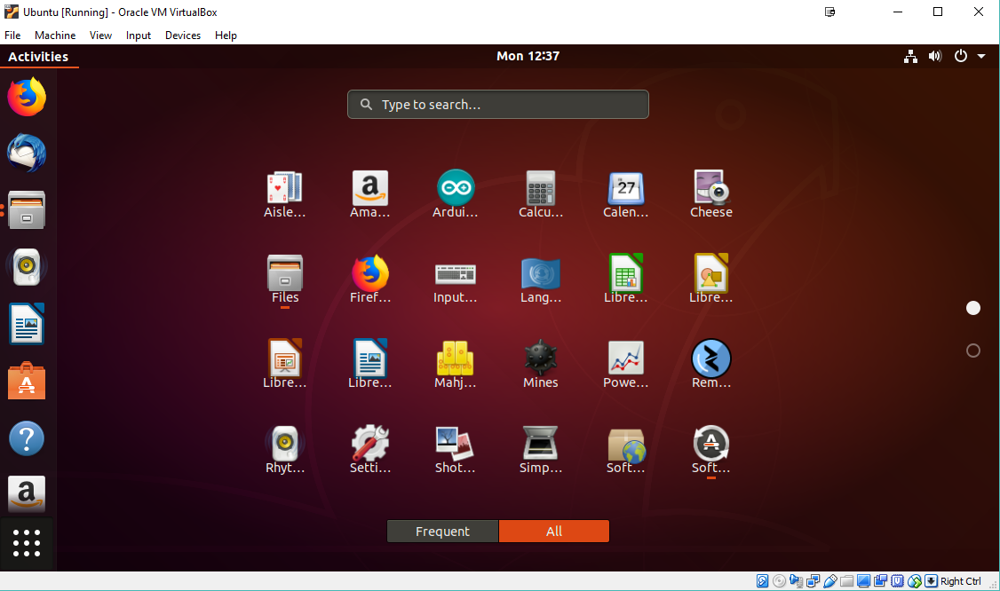 Ubuntu [Running] - Oracle VM VirtualBox
File Machine View Input Devices Help
Activities Mon 12:37
Type to search...
Aisle... Ama... Ardui... Calcu... Calen... Cheese
Files Firef... Input... Lang... Libre... Libre...
Libre... Libre... Mahj... Mines Powe... Rem...
Rhyt... Setti... Shot... Simp... Soft... Soft...
Frequent All
Right Ctrl